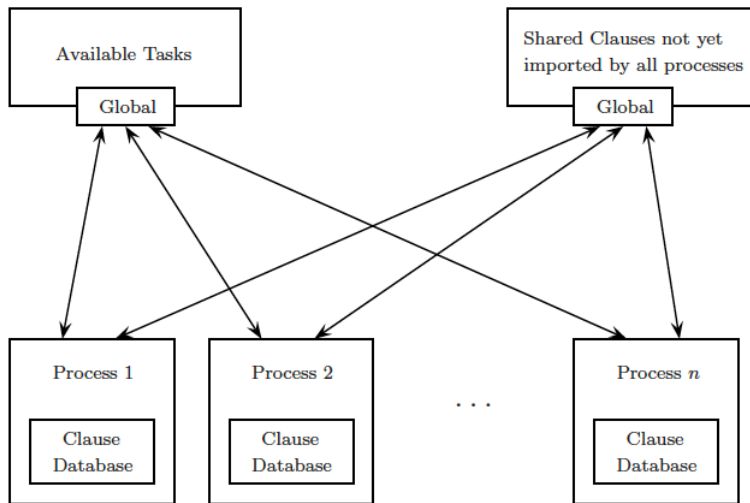 Available Tasks
Global
Shared Clauses not yet
imported by all processes
Global
Process 1
Clause
Database
Process 2
Clause
Database
. . .
Process n
Clause
Database